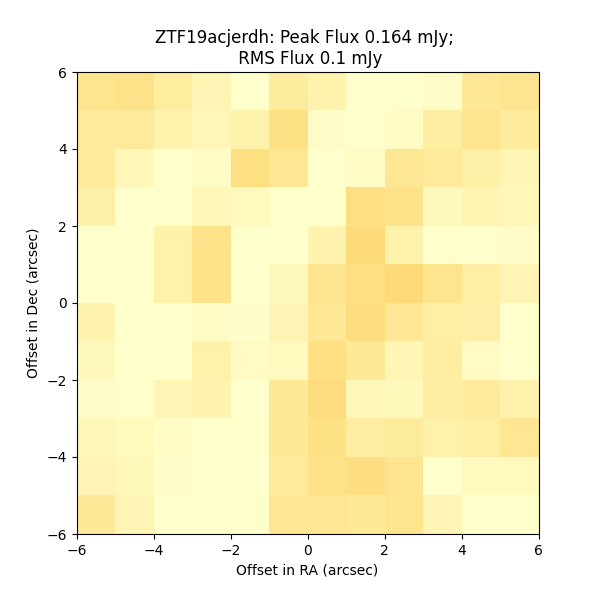 ZTF19acjerdh: Peak Flux 0.164 mJy;
RMS Flux 0.1 mJy
6
4
2
0
−2
−4
−6
Offset in Dec (arcsec)
−6 −4 −2 0 2 4 6
Offset in RA (arcsec)